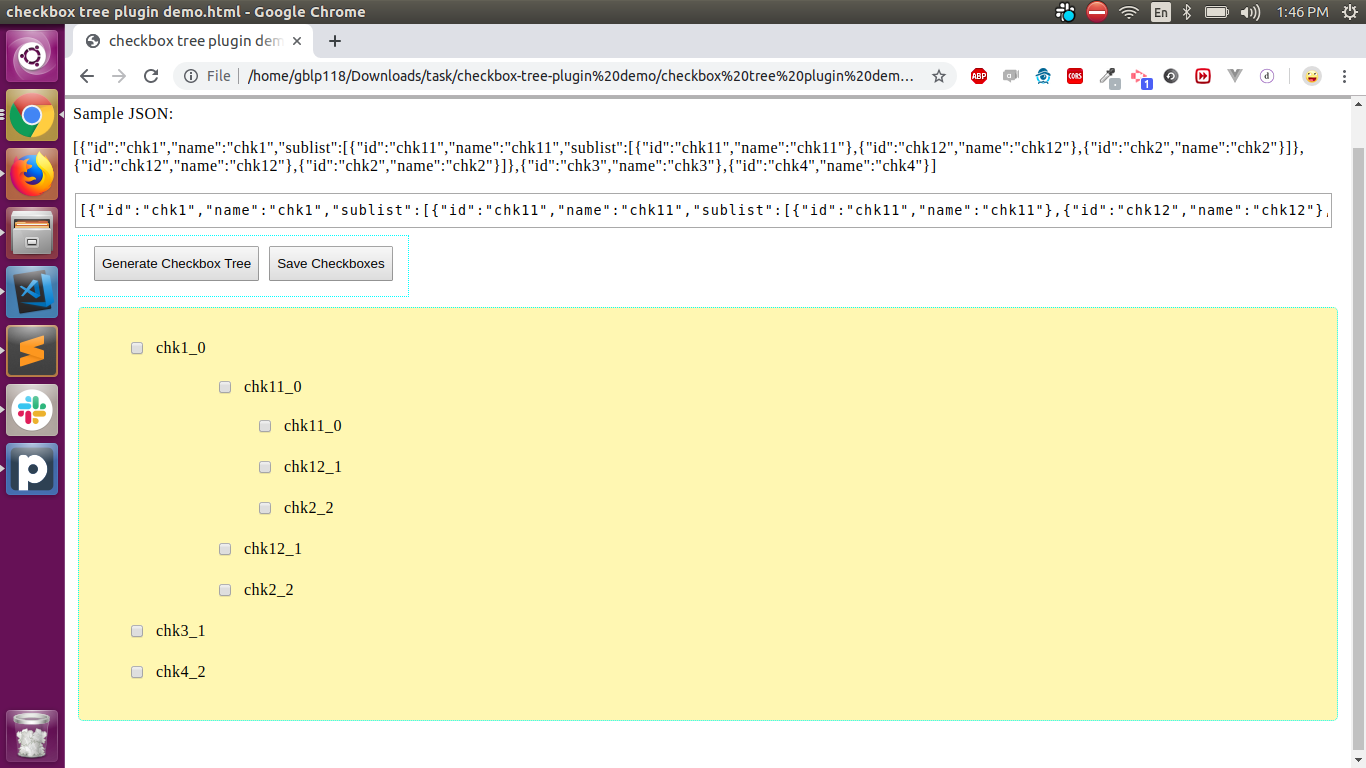 checkbox tree plugin demo.html - Google Chrome
En
1:46 PM
checkbox tree plugin dem
File
/home/gblp118/Downloads/task/checkbox-tree-plugin%20demo/checkbox%20tree%20plugin%20dem...
ABP
CORS
1
d
Sample JSON:
[{"id":"chk1","name":"chk1","sublist":[{"id":"chk11","name":"chk11","sublist":[{"id":"chk11","name":"chk11"},{"id":"chk12","name":"chk12"},{"id":"chk2","name":"chk2"}]},
{"id":"chk12","name":"chk12"},{"id":"chk2","name":"chk2"}]},{"id":"chk3","name":"chk3"},{"id":"chk4","name":"chk4"}]
[{"id":"chk1","name":"chk1","sublist":[{"id":"chk11","name":"chk11","sublist":[{"id":"chk11","name":"chk11"},{"id":"chk12","name":"chk12"},
Generate Checkbox Tree
Save Checkboxes
chk1_0
chk11_0
chk11_0
chk12_1
chk2_2
chk12_1
chk2_2
chk3_1
chk4_2